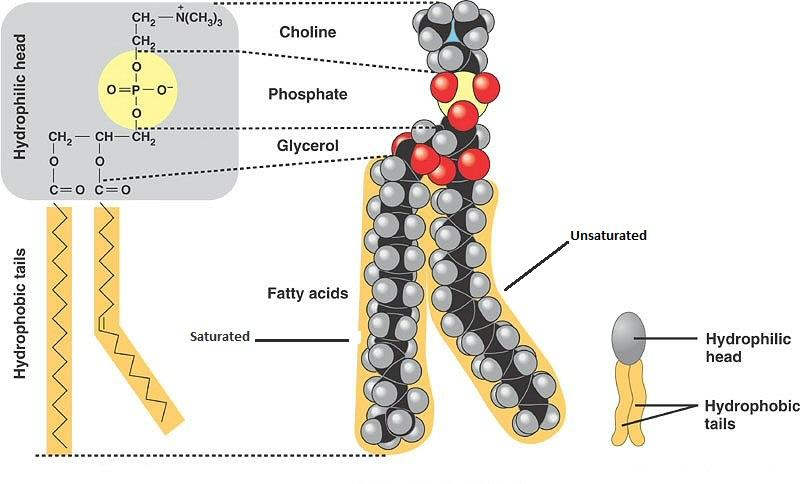 Hydrophilic head
CH₂ — N(CH₃)₃
+
CH₂
O
O=P—O⁻
O
CH₂ — CH — CH₂
O O
C=O C=O
Hydrophobic tails
Choline
Phosphate
Glycerol
Fatty acids
Saturated
Unsaturated
Hydrophilic
head
Hydrophobic
tails